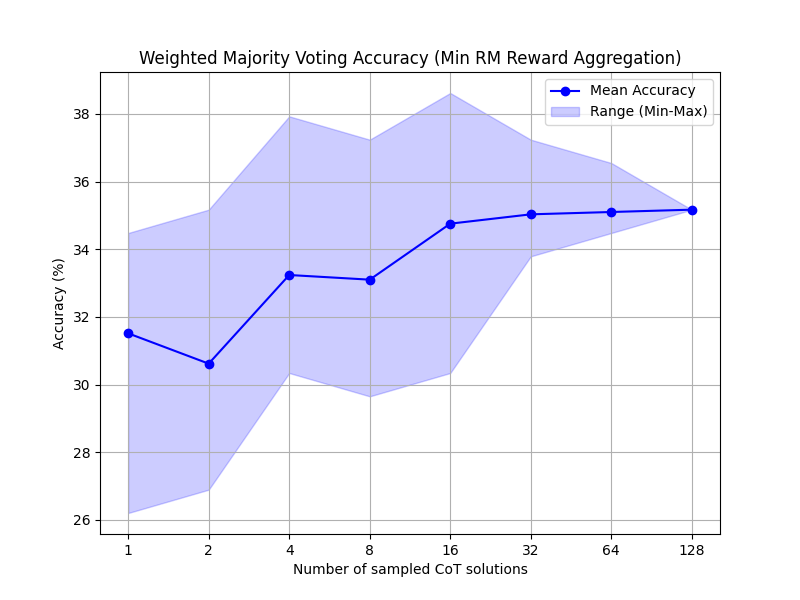 Weighted Majority Voting Accuracy (Min RM Reward Aggregation)
Mean Accuracy
Range (Min-Max)
Accuracy (%)
38
36
34
32
30
28
26
1 2 4 8 16 32 64 128
Number of sampled CoT solutions